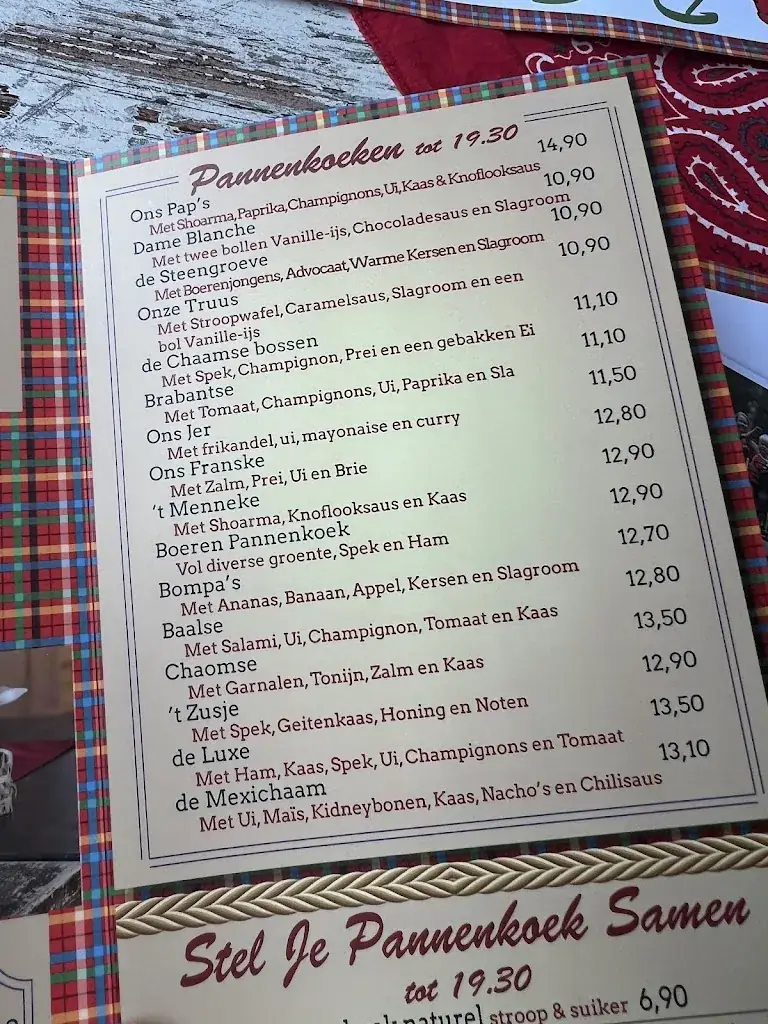 Pannenkoeken tot 19.30
Ons Pap's 14,90
Met Shoarma, Paprika, Champignons, Ui, Kaas & Knoflooksaus
Dame Blanche 10,90
Met twee bollen Vanille-ijs, Chocoladesaus en Slagroom
de Steengroeve 10,90
Met Boerenjongens, Advocaat, Warme Kersen en Slagroom
Onze Truus 10,90
Met Stroopwafel, Caramelsaus, Slagroom en een
bol Vanille-ijs
de Chaamse bossen 11,10
Met Spek, Champignon, Prei en een gebakken Ei
Brabantse 11,10
Met Tomaat, Champignons, Ui, Paprika en Sla
Ons Jer 11,50
Met frikandel, ui, mayonaise en curry
Ons Franske 12,80
Met Zalm, Prei, Ui en Brie
't Menneke 12,90
Met Shoarma, Knoflooksaus en Kaas
Boeren Pannenkoek 12,90
Vol diverse groente, Spek en Ham
Bompa's 12,70
Met Ananas, Banaan, Appel, Kersen en Slagroom
Baalse 12,80
Met Salami, Ui, Champignon, Tomaat en Kaas
Chaomse 13,50
Met Garnalen, Tonijn, Zalm en Kaas
't Zusje 12,90
Met Spek, Geitenkaas, Honing en Noten
de Luxe 13,50
Met Ham, Kaas, Spek, Ui, Champignons en Tomaat
de Mexichaam 13,10
Met Ui, Maïs, Kidneybonen, Kaas, Nacho's en Chilisaus
Stel Je Pannenkoek Samen
tot 19.30
naturel stroop & suiker 6,90